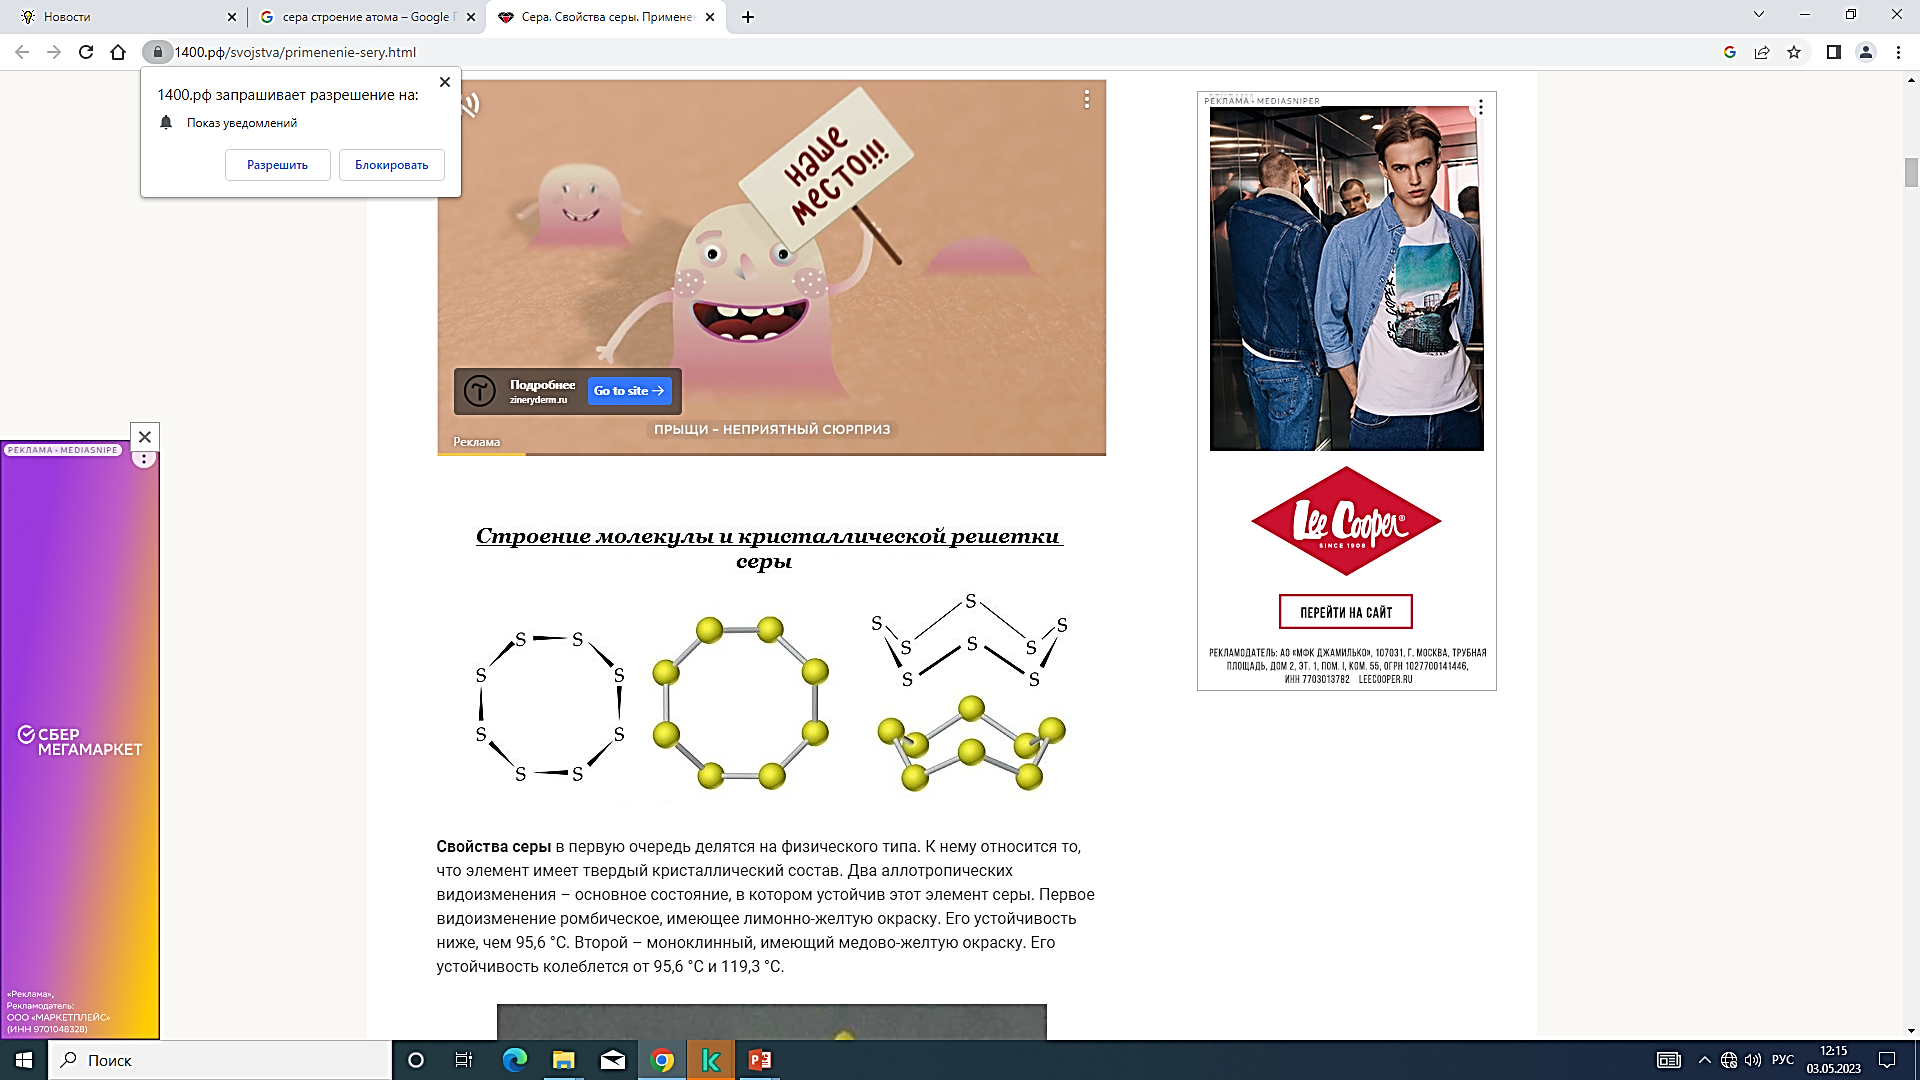 Новости
сера строение атома – Google
Сера. Свойства серы. Примене
1400.рф/svojstva/primenenie-sery.html
1400.рф запрашивает разрешение на:
Показ уведомлений
Разрешить
Блокировать
НАШЕ
МЕСТО!!!
Подробнее
zineryderm.ru
Go to site →
ПРЫЩИ – НЕПРИЯТНЫЙ СЮРПРИЗ
Реклама
РЕКЛАМА • MEDIASNIPER
LEE COOPER
Lee Cooper®
SINCE 1908
ПЕРЕЙТИ НА САЙТ
РЕКЛАМОДАТЕЛЬ: АО «МФК ДЖАМИЛЬКО», 107031, Г. МОСКВА, ТРУБНАЯ
ПЛОЩАДЬ, ДОМ 2, ЭТ. 1, ПОМ. I, КОМ. 55, ОГРН 1027700141446,
ИНН 7703013782 LEECOOPER.RU
РЕКЛАМА • MEDIASNIPE
СБЕР
МЕГАМАРКЕТ
«Реклама»,
Рекламодатель:
ООО «МАРКЕТПЛЕЙС»
(ИНН 9701048328)
Строение молекулы и кристаллической решетки
серы
S S
S S
S S
S S
S
S S
S S S
S S
Свойства серы в первую очередь делятся на физического типа. К нему относится то,
что элемент имеет твердый кристаллический состав. Два аллотропических
видоизменения – основное состояние, в котором устойчив этот элемент серы. Первое
видоизменение ромбическое, имеющее лимонно-желтую окраску. Его устойчивость
ниже, чем 95,6 °C. Второй – моноклинный, имеющий медово-желтую окраску. Его
устойчивость колеблется от 95,6 °C и 119,3 °C.
Поиск
РУС
12:15
03.05.2023